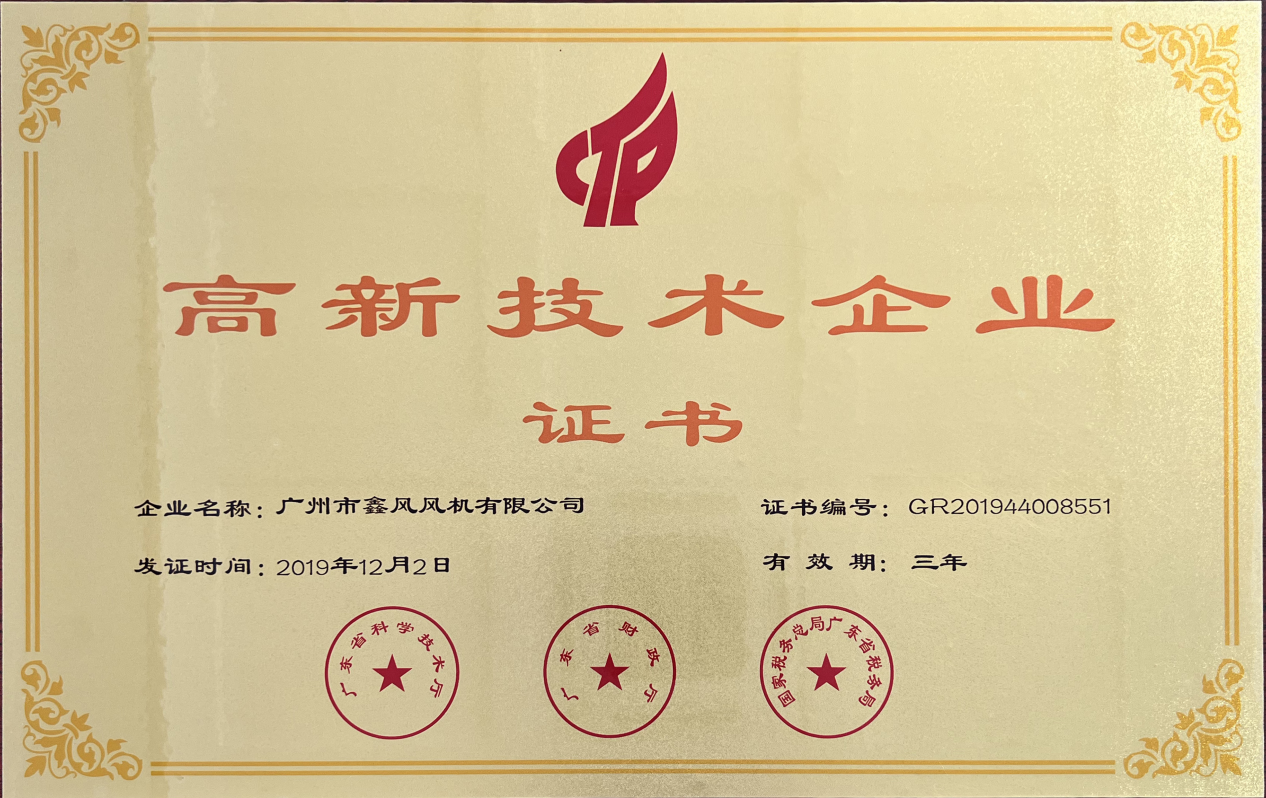 CTP
高新技术企业
证书
企业名称：广州市鑫风风机有限公司
证书编号：GR201944008551
发证时间：2019年12月2日
有效期：三年
广东省科学技术厅
广东省财政厅
国家税务总局广东省税务局